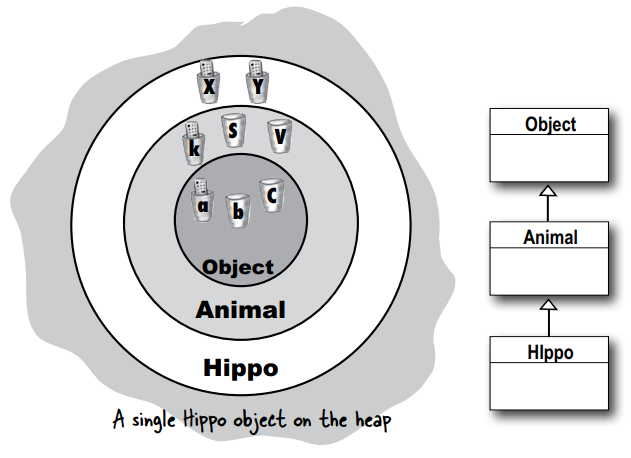 X Y
k S V
a b C
Object
Animal
Hippo
A single Hippo object on the heap
Object
Animal
HIppo